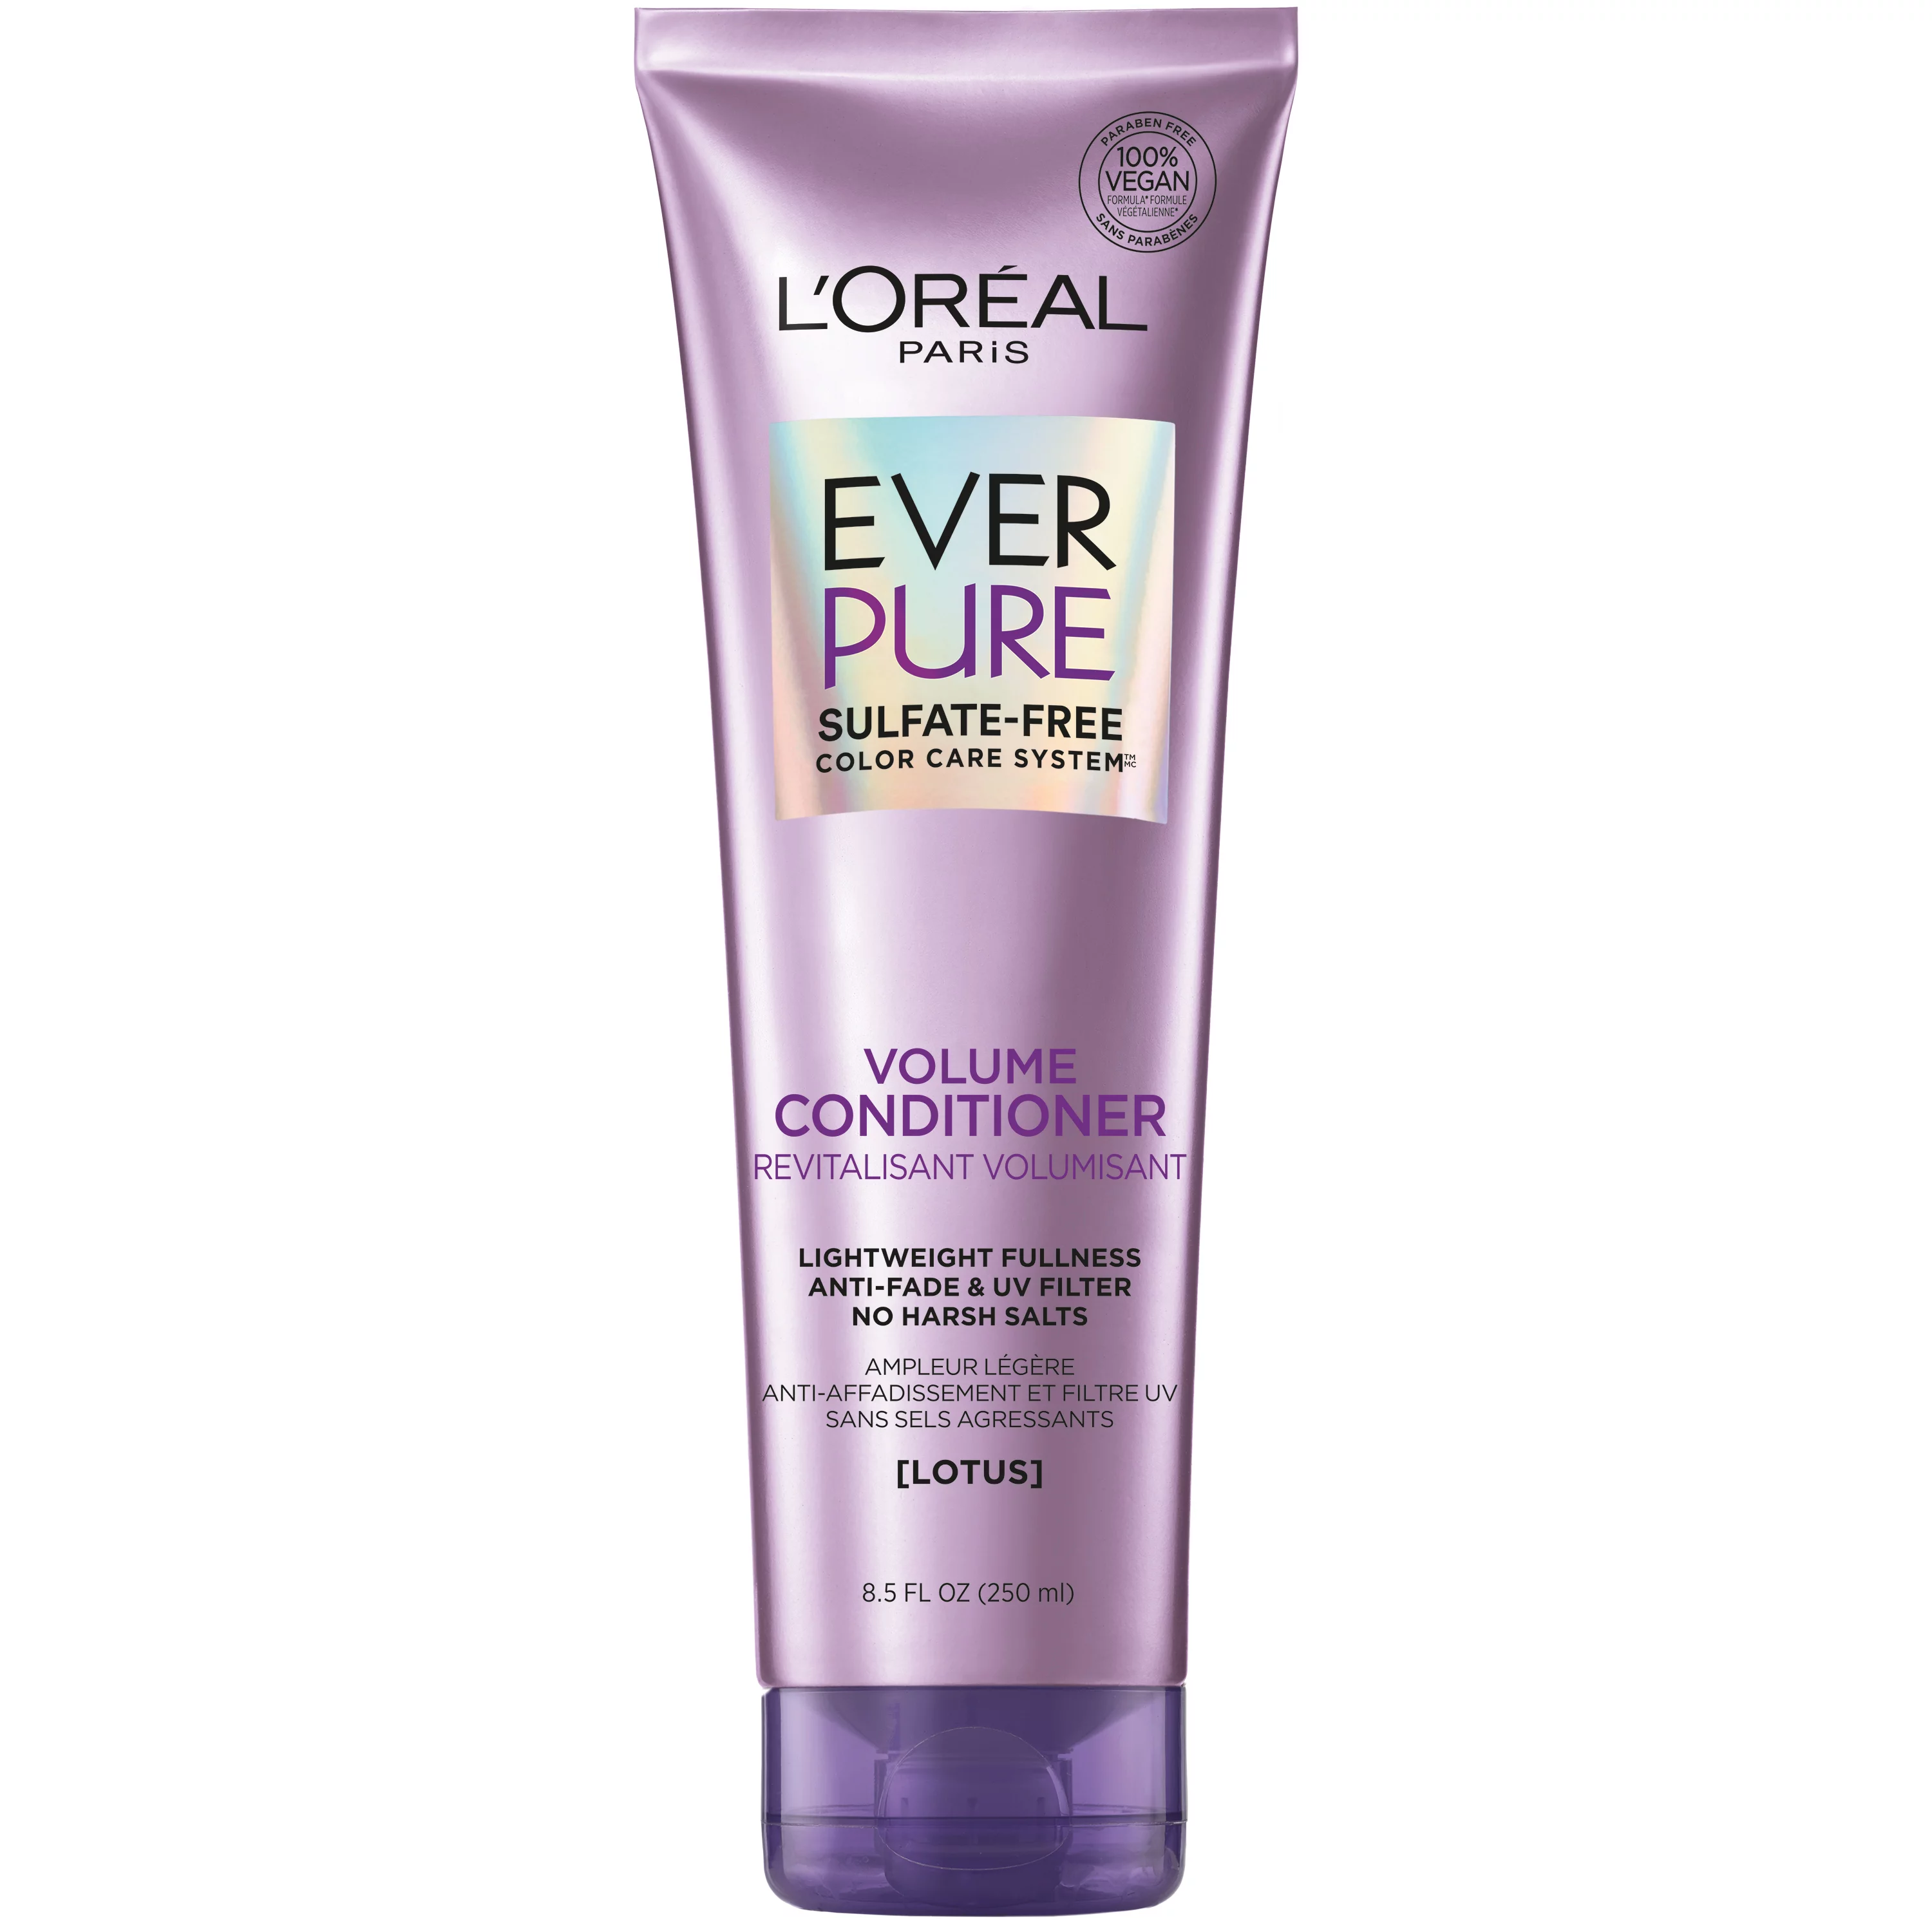 PARABEN FREE
100%
VEGAN
FORMULA* FORMULE
VÉGÉTALIENNE*
SANS PARABÈNES
L'ORÉAL
PARiS
EVER
PURE
SULFATE-FREE
COLOR CARE SYSTEM™ MC
VOLUME
CONDITIONER
REVITALISANT VOLUMISANT
LIGHTWEIGHT FULLNESS
ANTI-FADE & UV FILTER
NO HARSH SALTS
AMPLEUR LÉGÈRE
ANTI-AFFADISSEMENT ET FILTRE UV
SANS SELS AGRESSANTS
[LOTUS]
8.5 FL OZ (250 ml)